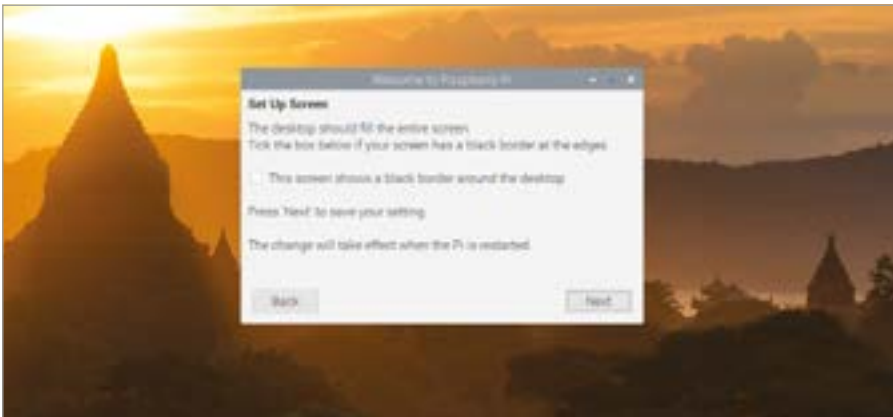 Welcome to Raspberry Pi
Set Up Screen
The desktop should fill the entire screen.
Tick the box below if your screen has a black border at the edges.
This screen shows a black border around the desktop
Press 'Next' to save your setting.
The change will take effect when the Pi is restarted.
Back
Next